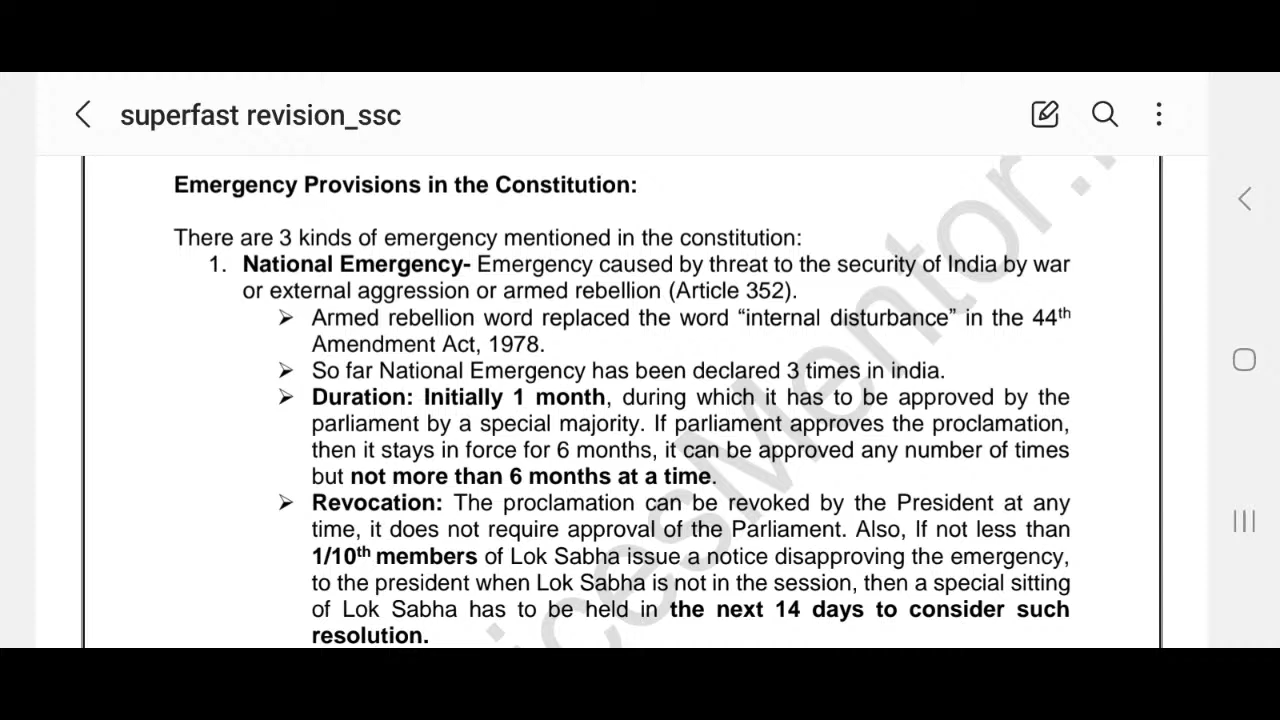 superfast revision_ssc
Emergency Provisions in the Constitution:
There are 3 kinds of emergency mentioned in the constitution:
1. National Emergency- Emergency caused by threat to the security of India by war
or external aggression or armed rebellion (Article 352).
➢ Armed rebellion word replaced the word “internal disturbance” in the 44th
Amendment Act, 1978.
➢ So far National Emergency has been declared 3 times in india.
➢ Duration: Initially 1 month, during which it has to be approved by the
parliament by a special majority. If parliament approves the proclamation,
then it stays in force for 6 months, it can be approved any number of times
but not more than 6 months at a time.
➢ Revocation: The proclamation can be revoked by the President at any
time, it does not require approval of the Parliament. Also, If not less than
1/10th members of Lok Sabha issue a notice disapproving the emergency,
to the president when Lok Sabha is not in the session, then a special sitting
of Lok Sabha has to be held in the next 14 days to consider such
resolution.